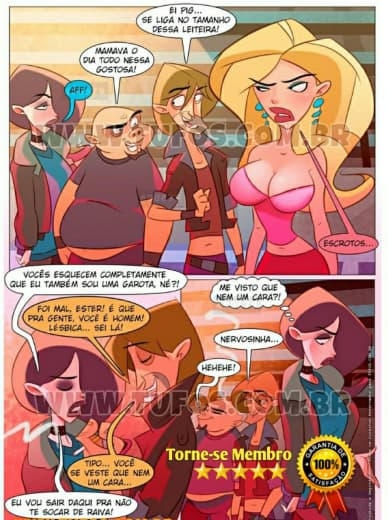 EI PIG...
SE LIGA NO TAMANHO
DESSA LEITEIRA!
MAMAVA O
DIA TODO NESSA
GOSTOSA!
AFF!
WWW.TUFOS.COM.BR
ESCROTOS...
VOCÊS ESQUECEM COMPLETAMENTE
QUE EU TAMBÉM SOU UMA GAROTA, NÉ?!
ME VISTO QUE
NEM UM CARA?!
FOI MAL, ESTER! É QUE
PRA GENTE, VOCÊ É HOMEM!
LÉSBICA... SEI LÁ!
NERVOSINHA...
HEHEHE!
WWW.TUFOS.COM.BR
TIPO... VOCÊ
SE VESTE QUE NEM
UM CARA...
Torne-se Membro
GARANTIA DE
100%
SATISFAÇÃO
EU VOU SAIR DAQUI PRA NÃO
TE SOCAR DE RAIVA!